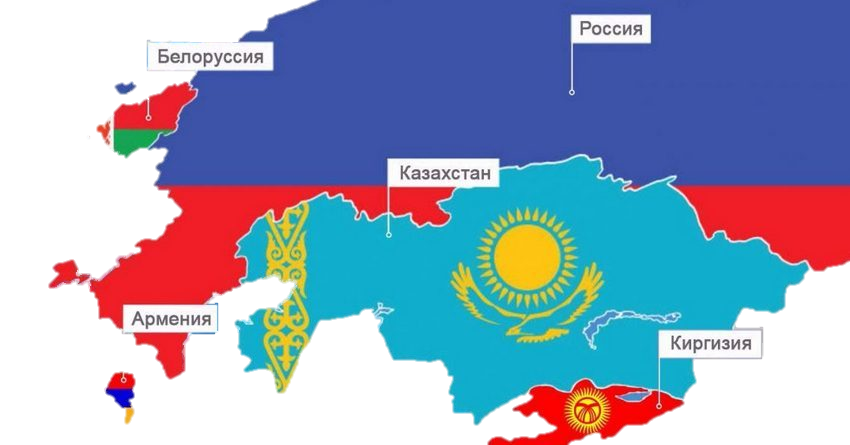 Россия
Белоруссия
Казахстан
Армения
Киргизия